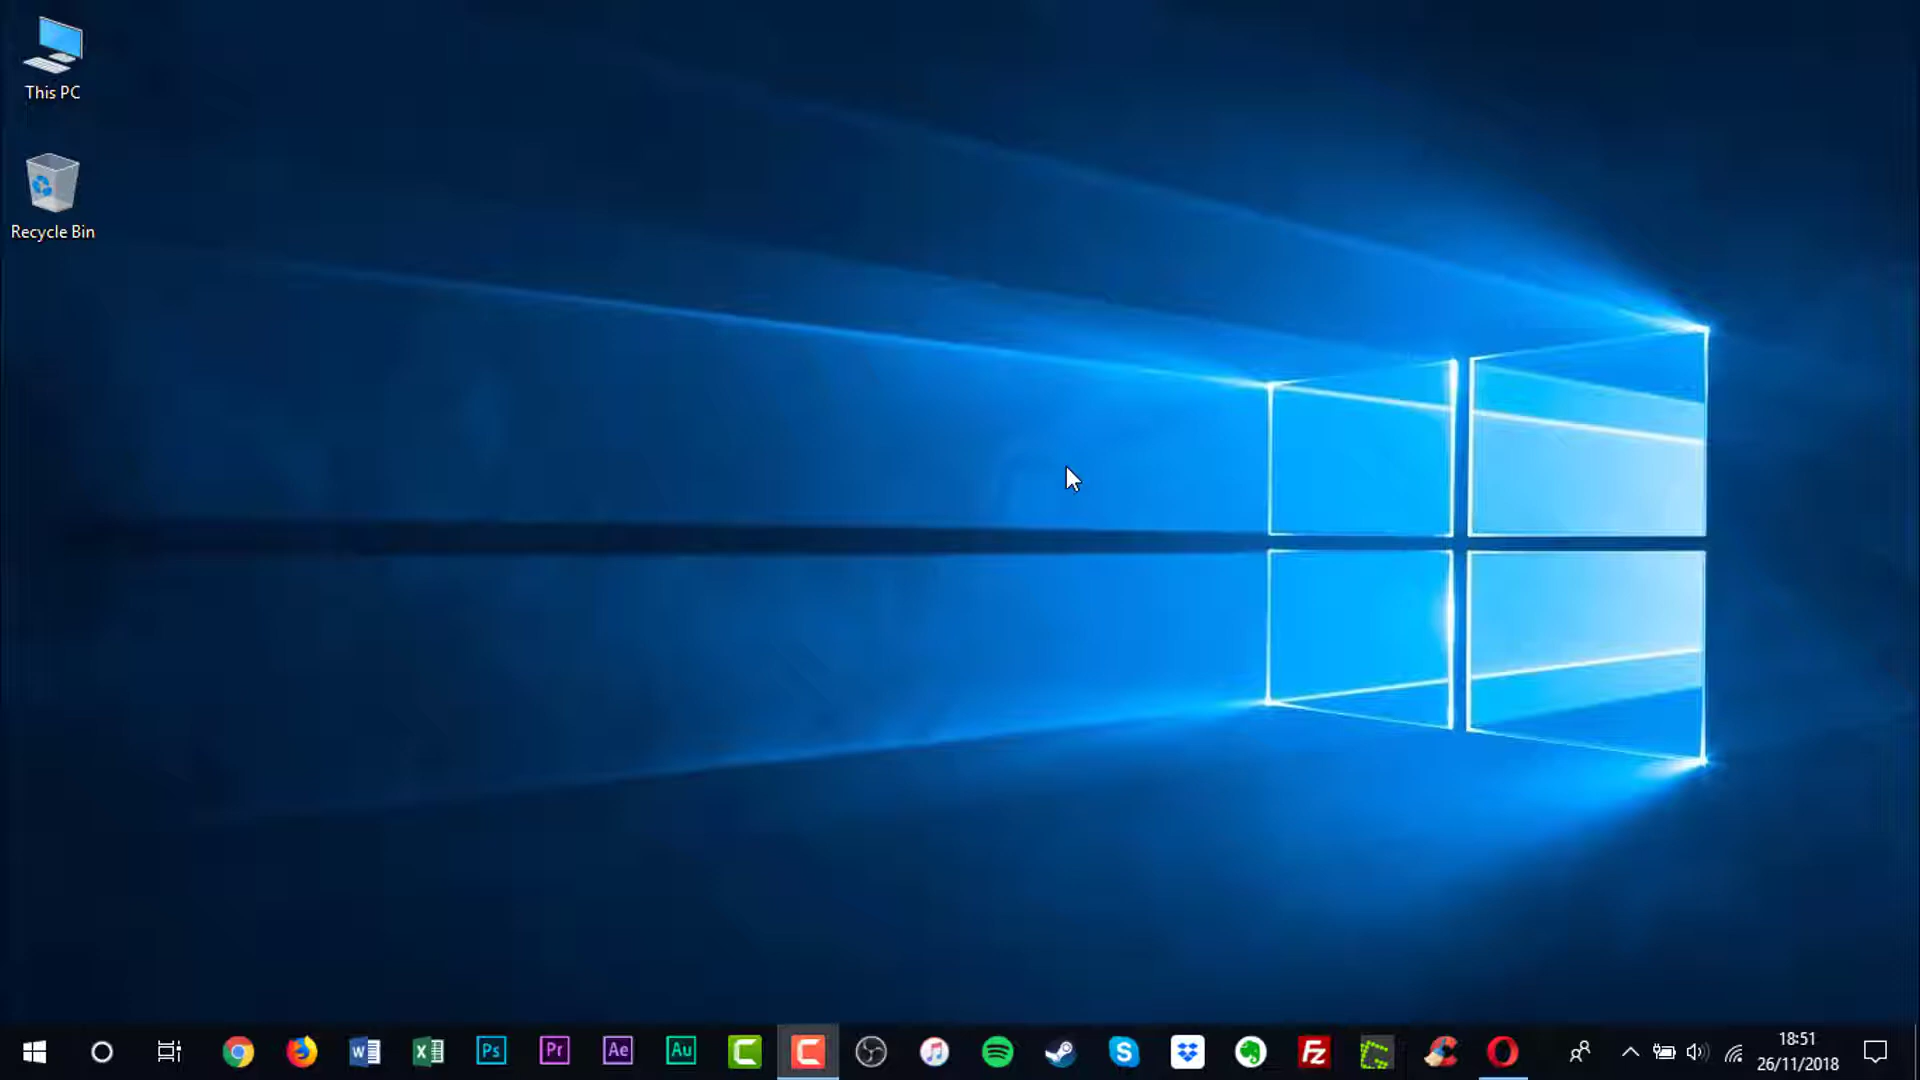 This PC
Recycle Bin
W
X
Ps
Pr
Ae
Au
C
C
S
Fz
18:51
26/11/2018